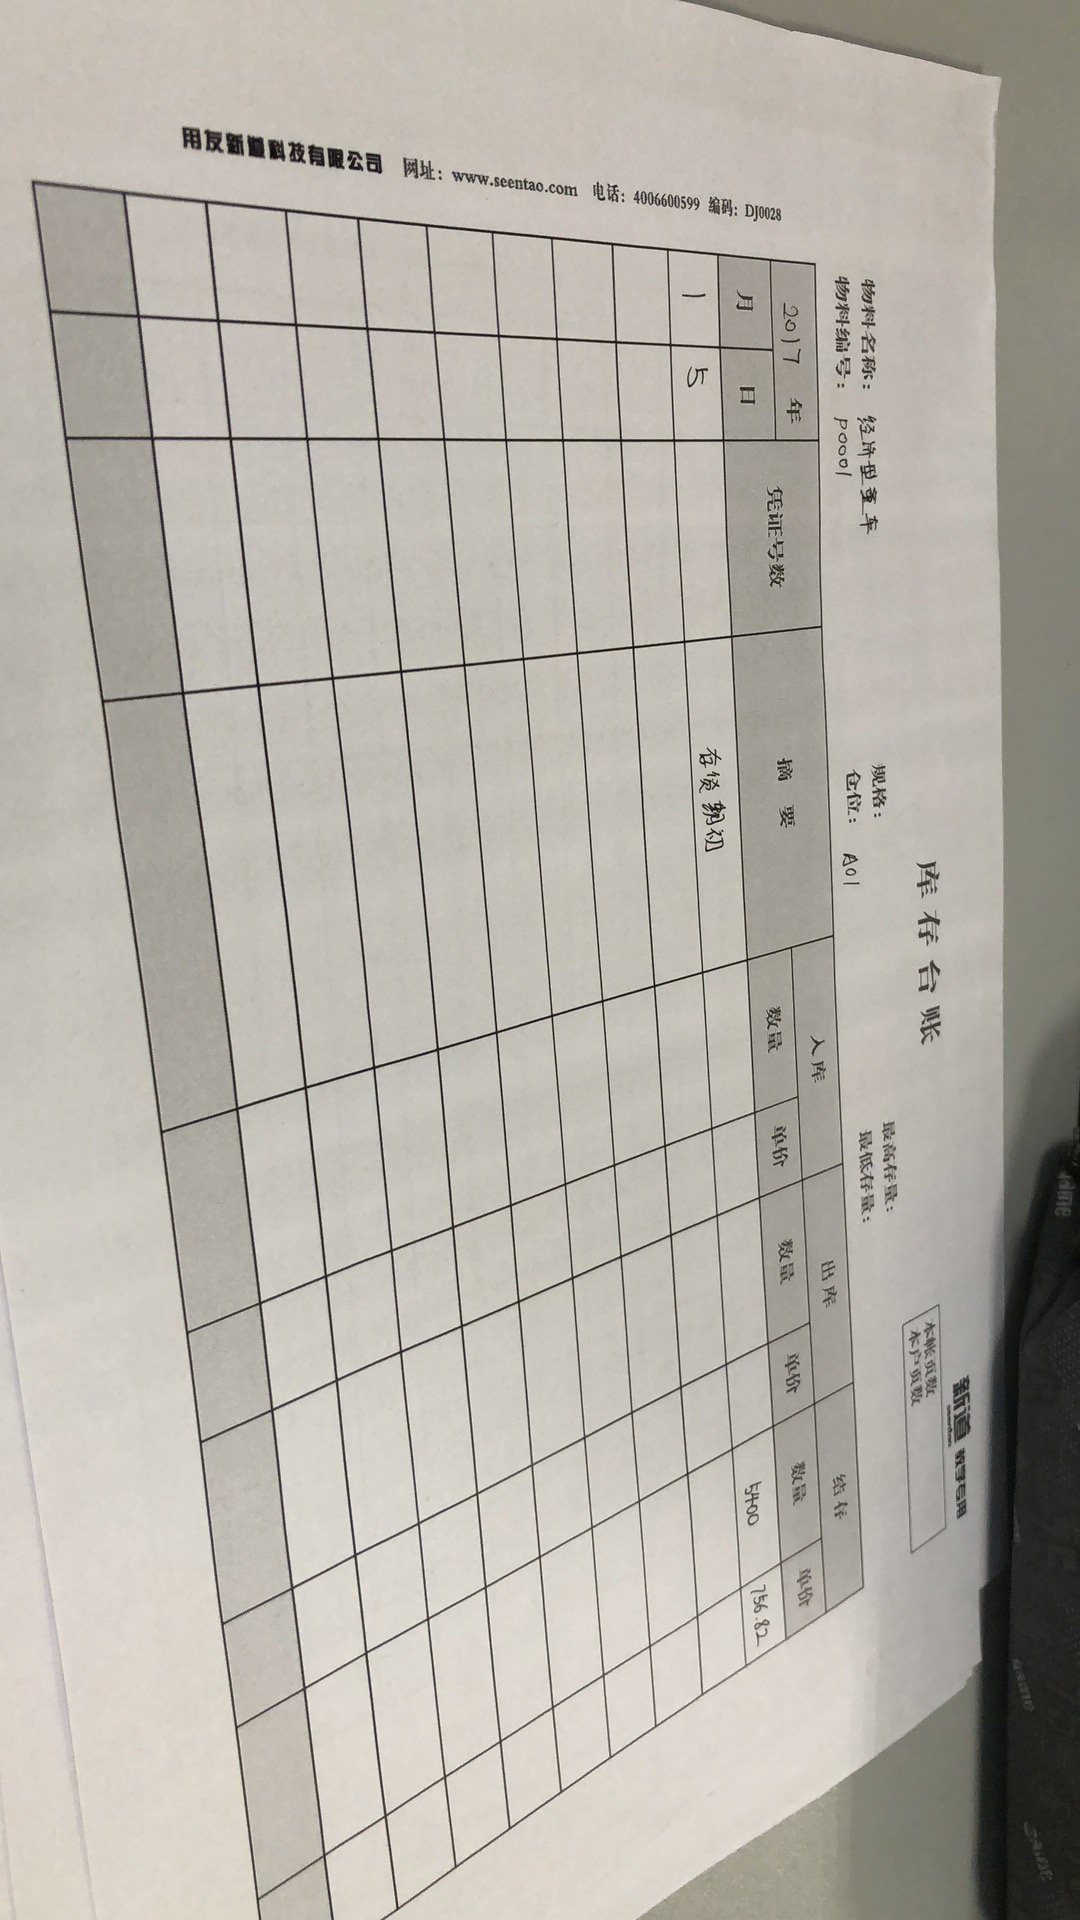 新道 教学专用
seentao
本帐页数
本户页数
库存台账
物料名称： 经济型童车 规格： 最高存量：
物料编号： P0001 仓位： A01 最低存量：
2017 年 凭证号数 摘要 入库 出库 结存
月 日 数量 单价 数量 单价 数量 单价
1 5 存货期初 5400 756.82
用友新道科技有限公司 网址：www.seentao.com 电话：4006600599 编码：DJ0028